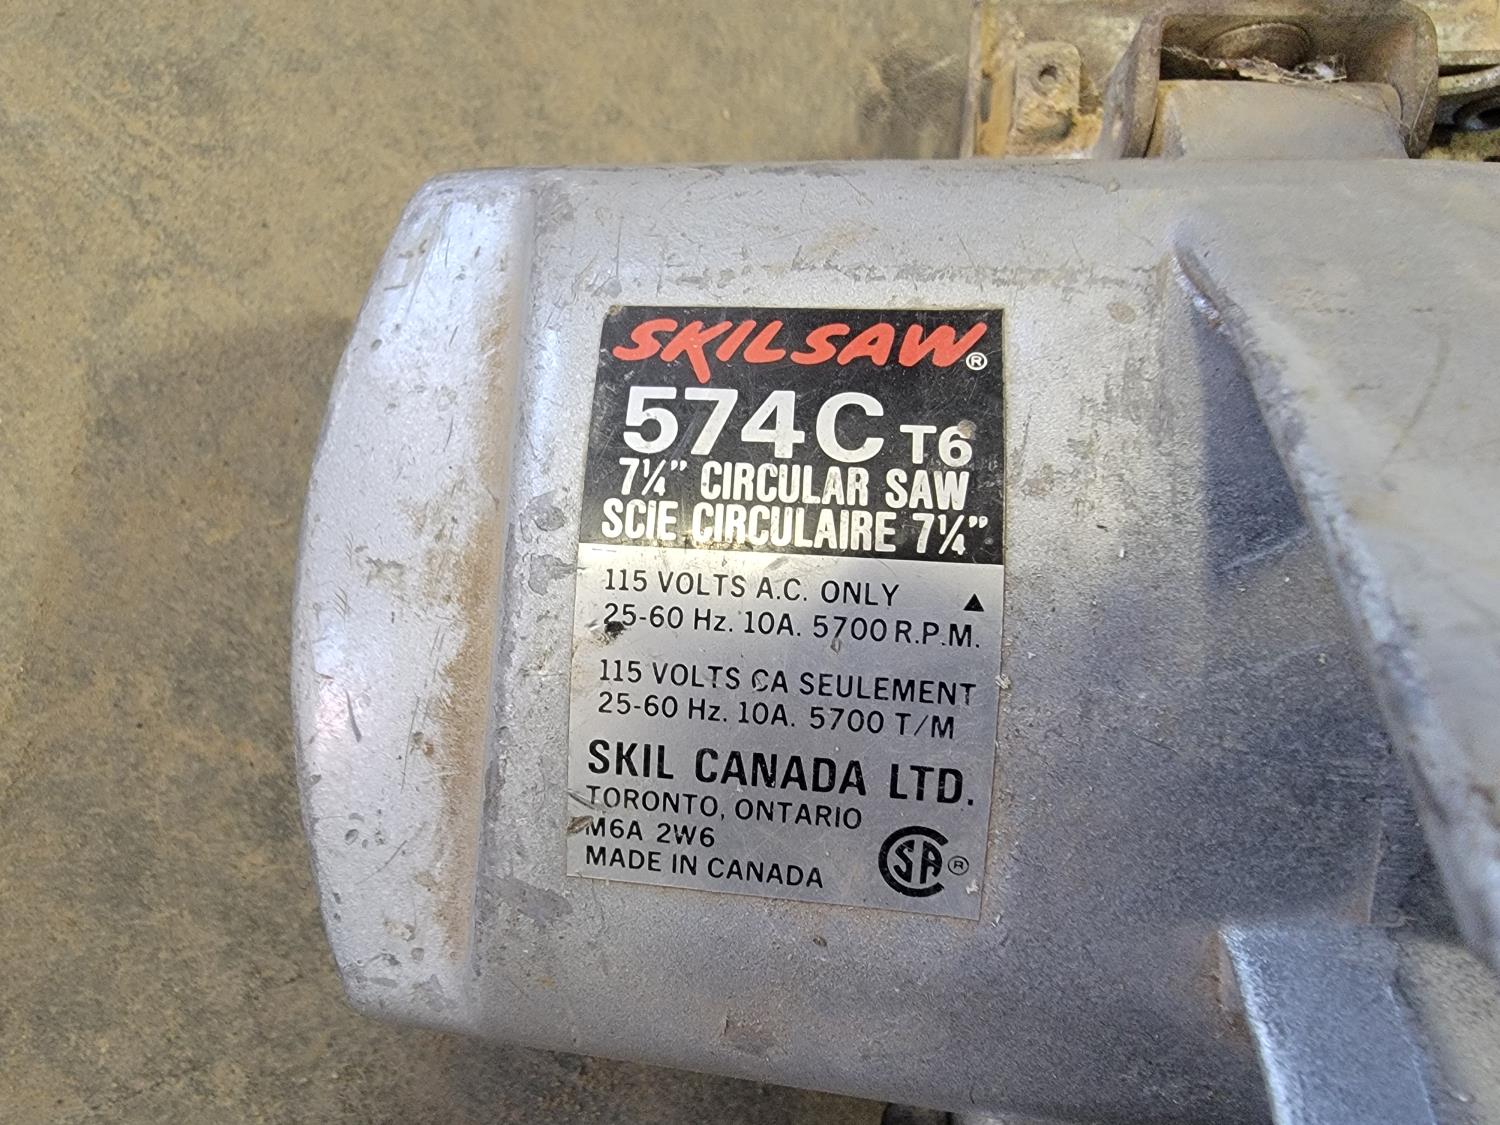 SKILSAW®
574C T6
7¼" CIRCULAR SAW
SCIE CIRCULAIRE 7¼"
115 VOLTS A.C. ONLY ▲
25-60 Hz. 10A. 5700 R.P.M.
115 VOLTS CA SEULEMENT
25-60 Hz. 10A. 5700 T/M
SKIL CANADA LTD.
TORONTO, ONTARIO
M6A 2W6
MADE IN CANADA
CSA®